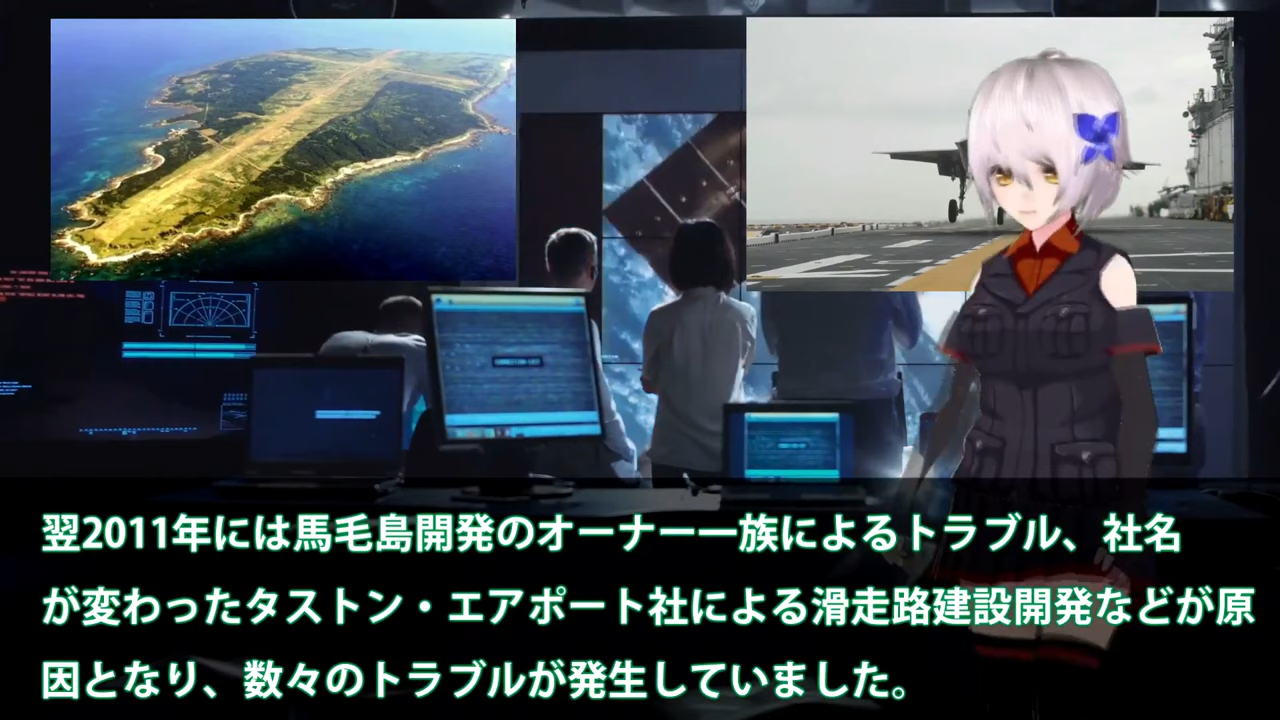 翌2011年には馬毛島開発のオーナー一族によるトラブル、社名
が変わったタストン・エアポート社による滑走路建設開発などが原
因となり、数々のトラブルが発生していました。